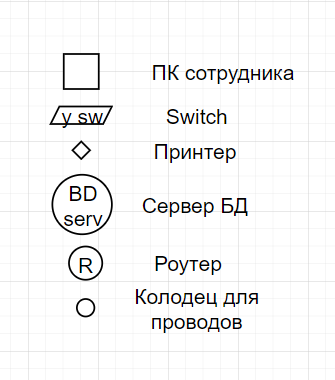 ПК сотрудника
y sw Switch
Принтер
BD
serv
Сервер БД
R Роутер
Колодец для
проводов